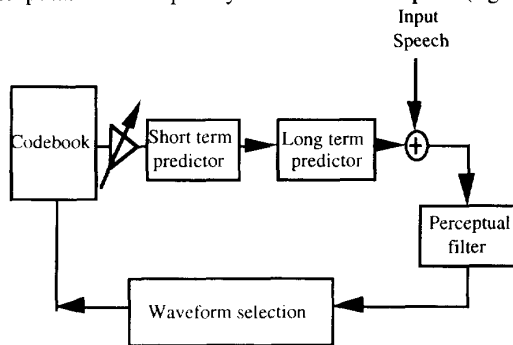 Input
Speech
Codebook
Short term
predictor
Long term
predictor
+
Perceptual
filter
Waveform selection